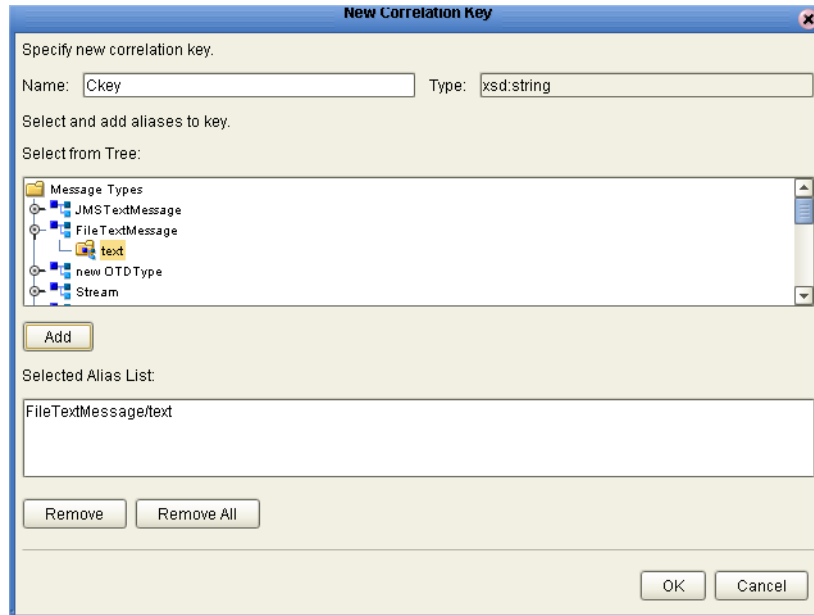 New Correlation Key
Specify new correlation key.
Name: Ckey Type: xsd:string
Select and add aliases to key.
Select from Tree:
Message Types
JMSTextMessage
FileTextMessage
text
new OTDType
Stream
Add
Selected Alias List:
FileTextMessage/text
Remove Remove All
OK Cancel